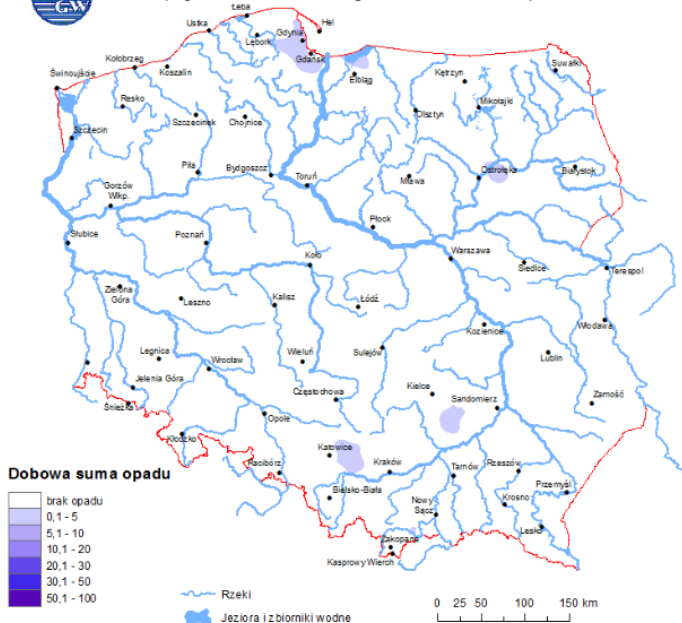 GW
Łeba
Hel
Ustka
Lębork
Gdynia
Gdańsk
Suwałki
Kołobrzeg
Koszalin
Elbląg
Kętrzyn
Świnoujście
Resko
Szczecinek
Chojnice
Olsztyn
Mikołajki
Szczecin
Piła
Bydgoszcz
Toruń
Mława
Ostrołęka
Białystok
Gorzów
Wlkp.
Płock
Słubice
Poznań
Koło
Warszawa
Siedlce
Terespol
Zielona
Góra
Leszno
Kalisz
Łódź
Kozienice
Włodawa
Legnica
Wrocław
Wieluń
Sulejów
Lublin
Jelenia Góra
Częstochowa
Kielce
Sandomierz
Zamość
Śnieżka
Opole
Kłodzko
Katowice
Racibórz
Kraków
Tarnów
Rzeszów
Przemyśl
Bielsko-Biała
Nowy
Sącz
Krosno
Lesko
Zakopane
Kasprowy Wierch
Dobowa suma opadu
brak opadu
0,1 - 5
5,1 - 10
10,1 - 20
20,1 - 30
30,1 - 50
50,1 - 100
Rzeki
Jeziora i zbiorniki wodne
0 25 50 100 150 km